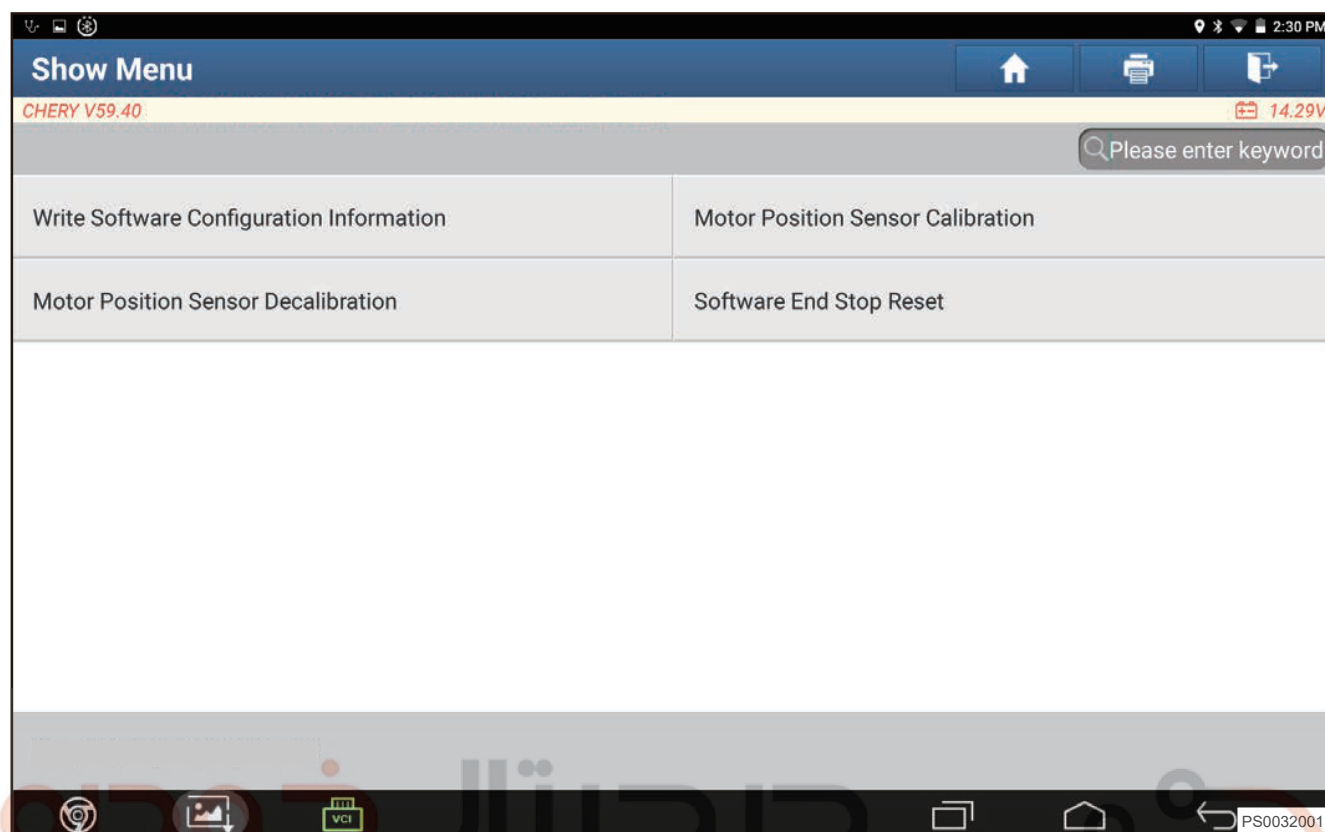 2:30 PM
Show Menu
CHERY V59.40
14.29V
Please enter keyword
Write Software Configuration Information
Motor Position Sensor Calibration
Motor Position Sensor Decalibration
Software End Stop Reset
VCI
PS0032001